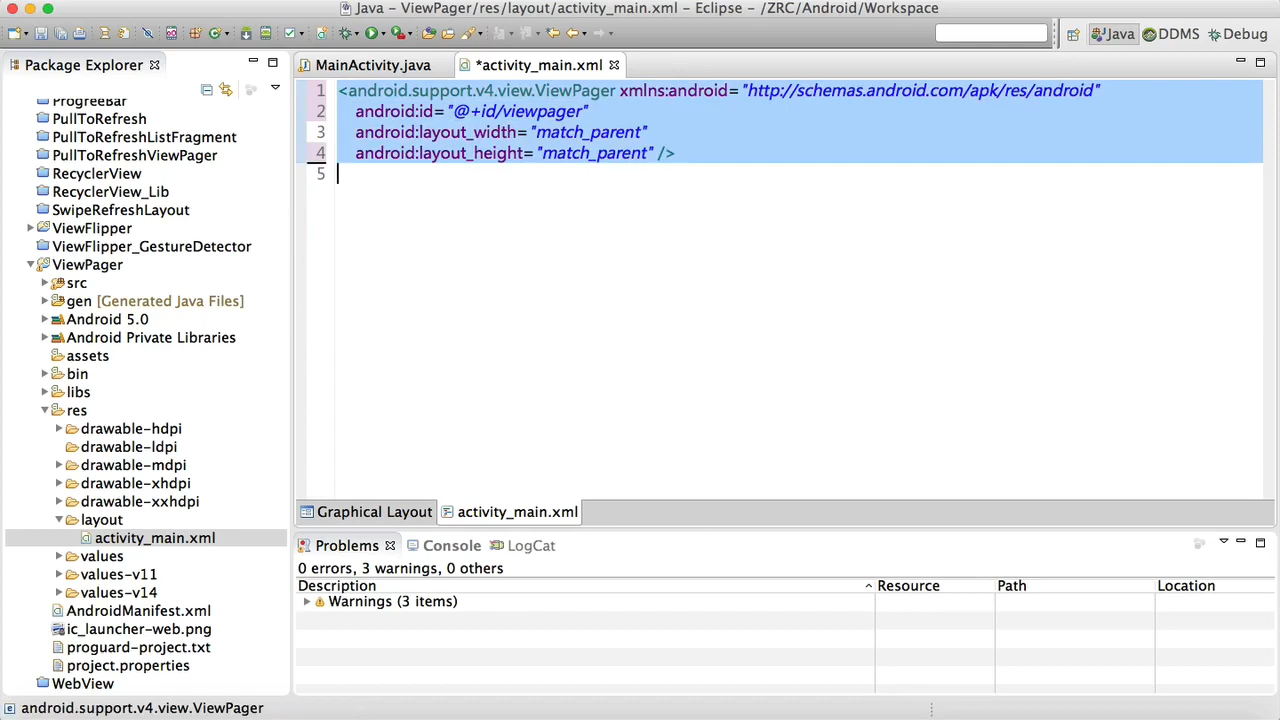 Java - ViewPager/res/layout/activity_main.xml - Eclipse - /ZRC/Android/Workspace
Java
DDMS
Debug
Package Explorer
ProgreeBar
PullToRefresh
PullToRefreshListFragment
PullToRefreshViewPager
RecyclerView
RecyclerView_Lib
SwipeRefreshLayout
ViewFlipper
ViewFlipper_GestureDetector
ViewPager
src
gen [Generated Java Files]
Android 5.0
Android Private Libraries
assets
bin
libs
res
drawable-hdpi
drawable-ldpi
drawable-mdpi
drawable-xhdpi
drawable-xxhdpi
layout
activity_main.xml
values
values-v11
values-v14
AndroidManifest.xml
ic_launcher-web.png
proguard-project.txt
project.properties
WebView
MainActivity.java
*activity_main.xml
1 <android.support.v4.view.ViewPager xmlns:android="http://schemas.android.com/apk/res/android"
2 android:id="@+id/viewpager"
3 android:layout_width="match_parent"
4 android:layout_height="match_parent" />
5
Graphical Layout
activity_main.xml
Problems
Console
LogCat
0 errors, 3 warnings, 0 others
Description Resource Path Location
Warnings (3 items)
android.support.v4.view.ViewPager